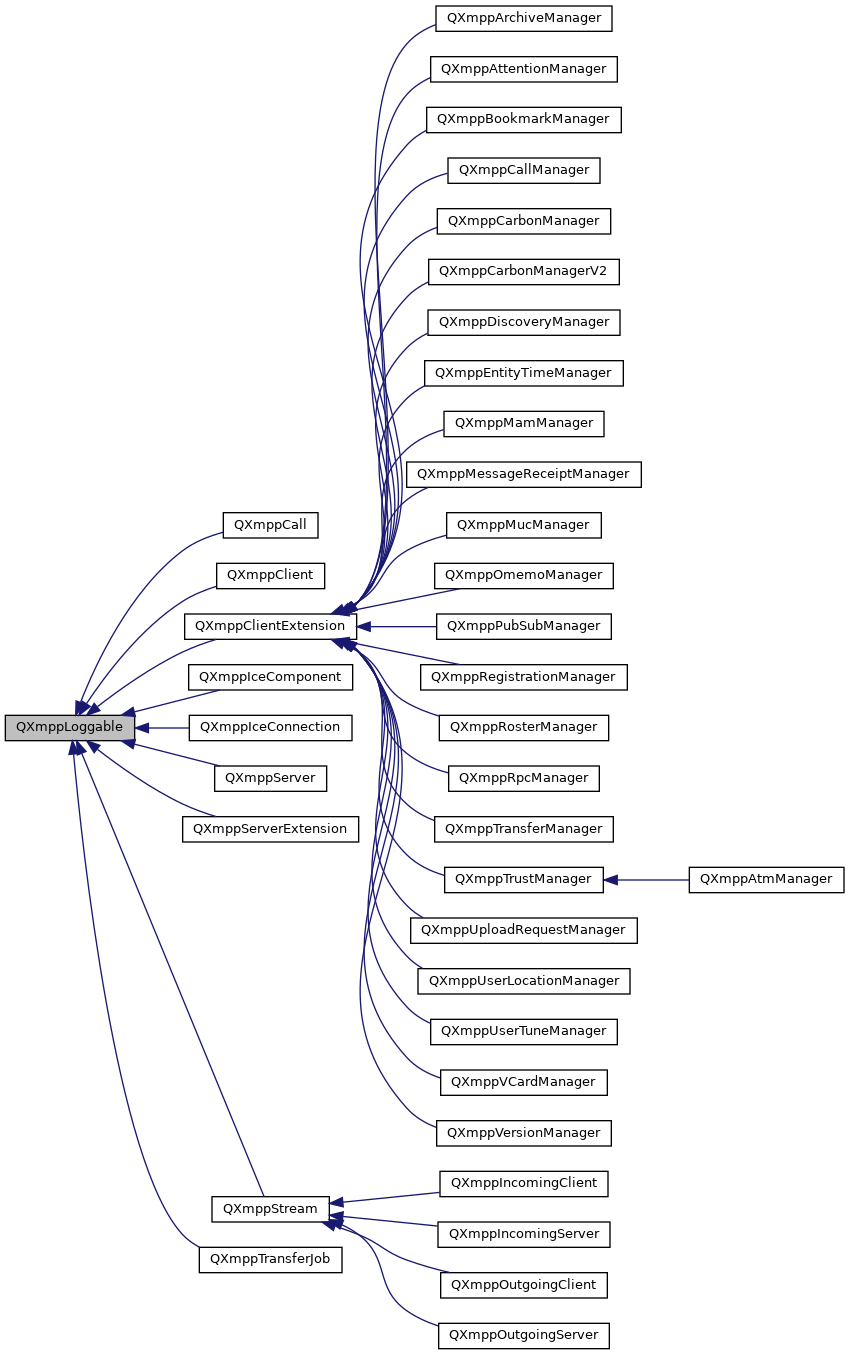 QXmppArchiveManager
QXmppAttentionManager
QXmppBookmarkManager
QXmppCallManager
QXmppCarbonManager
QXmppCarbonManagerV2
QXmppDiscoveryManager
QXmppEntityTimeManager
QXmppMamManager
QXmppMessageReceiptManager
QXmppCall
QXmppMucManager
QXmppClient
QXmppOmemoManager
QXmppClientExtension
QXmppPubSubManager
QXmppIceComponent
QXmppRegistrationManager
QXmppLoggable
QXmppIceConnection
QXmppRosterManager
QXmppServer
QXmppRpcManager
QXmppServerExtension
QXmppTransferManager
QXmppTrustManager
QXmppAtmManager
QXmppUploadRequestManager
QXmppUserLocationManager
QXmppUserTuneManager
QXmppVCardManager
QXmppVersionManager
QXmppIncomingClient
QXmppStream
QXmppIncomingServer
QXmppTransferJob
QXmppOutgoingClient
QXmppOutgoingServer